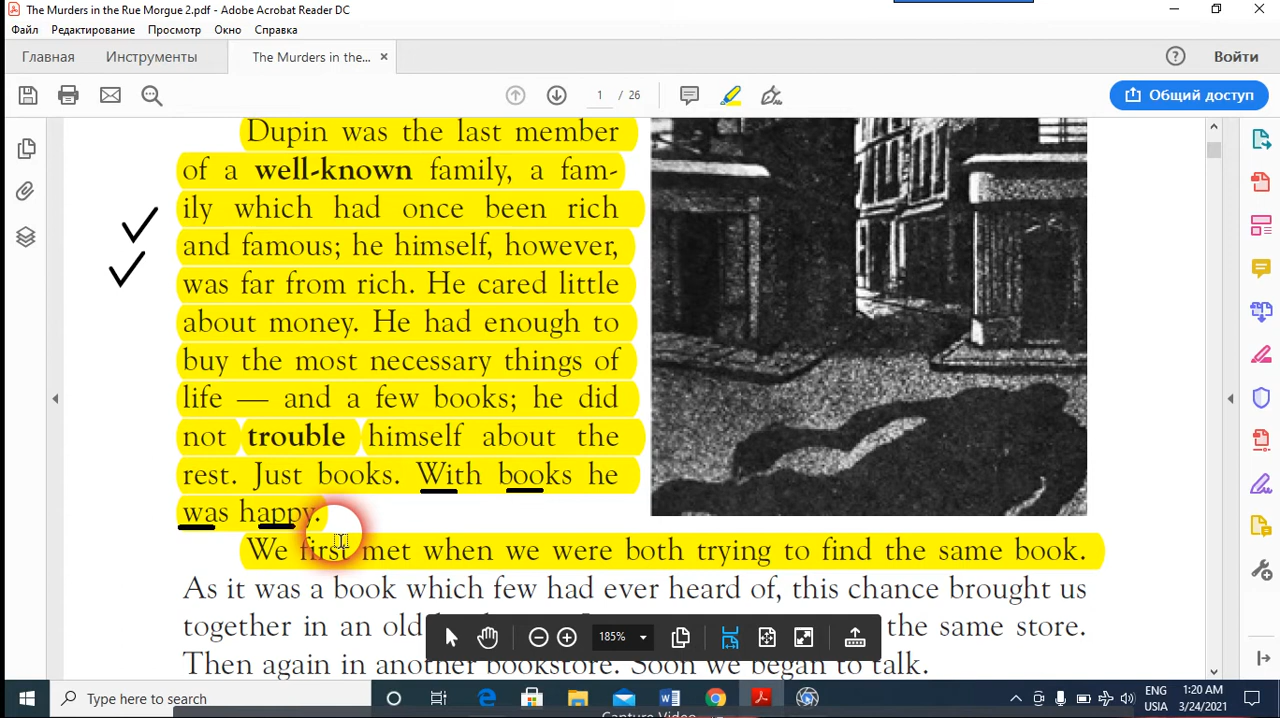 The Murders in the Rue Morgue 2.pdf - Adobe Acrobat Reader DC
Файл Редактирование Просмотр Окно Справка
Главная Инструменты The Murders in the... ×
Войти
1 / 26
Общий доступ
Dupin was the last member
of a well-known family, a fam-
ily which had once been rich
and famous; he himself, however,
was far from rich. He cared little
about money. He had enough to
buy the most necessary things of
life — and a few books; he did
not trouble himself about the
rest. Just books. With books he
was happy.
We first met when we were both trying to find the same book.
As it was a book which few had ever heard of, this chance brought us
together in an old the same store.
Then again in another bookstore. Soon we began to talk.
185%
Type here to search
ENG
USIA
1:20 AM
3/24/2021
Capture Video